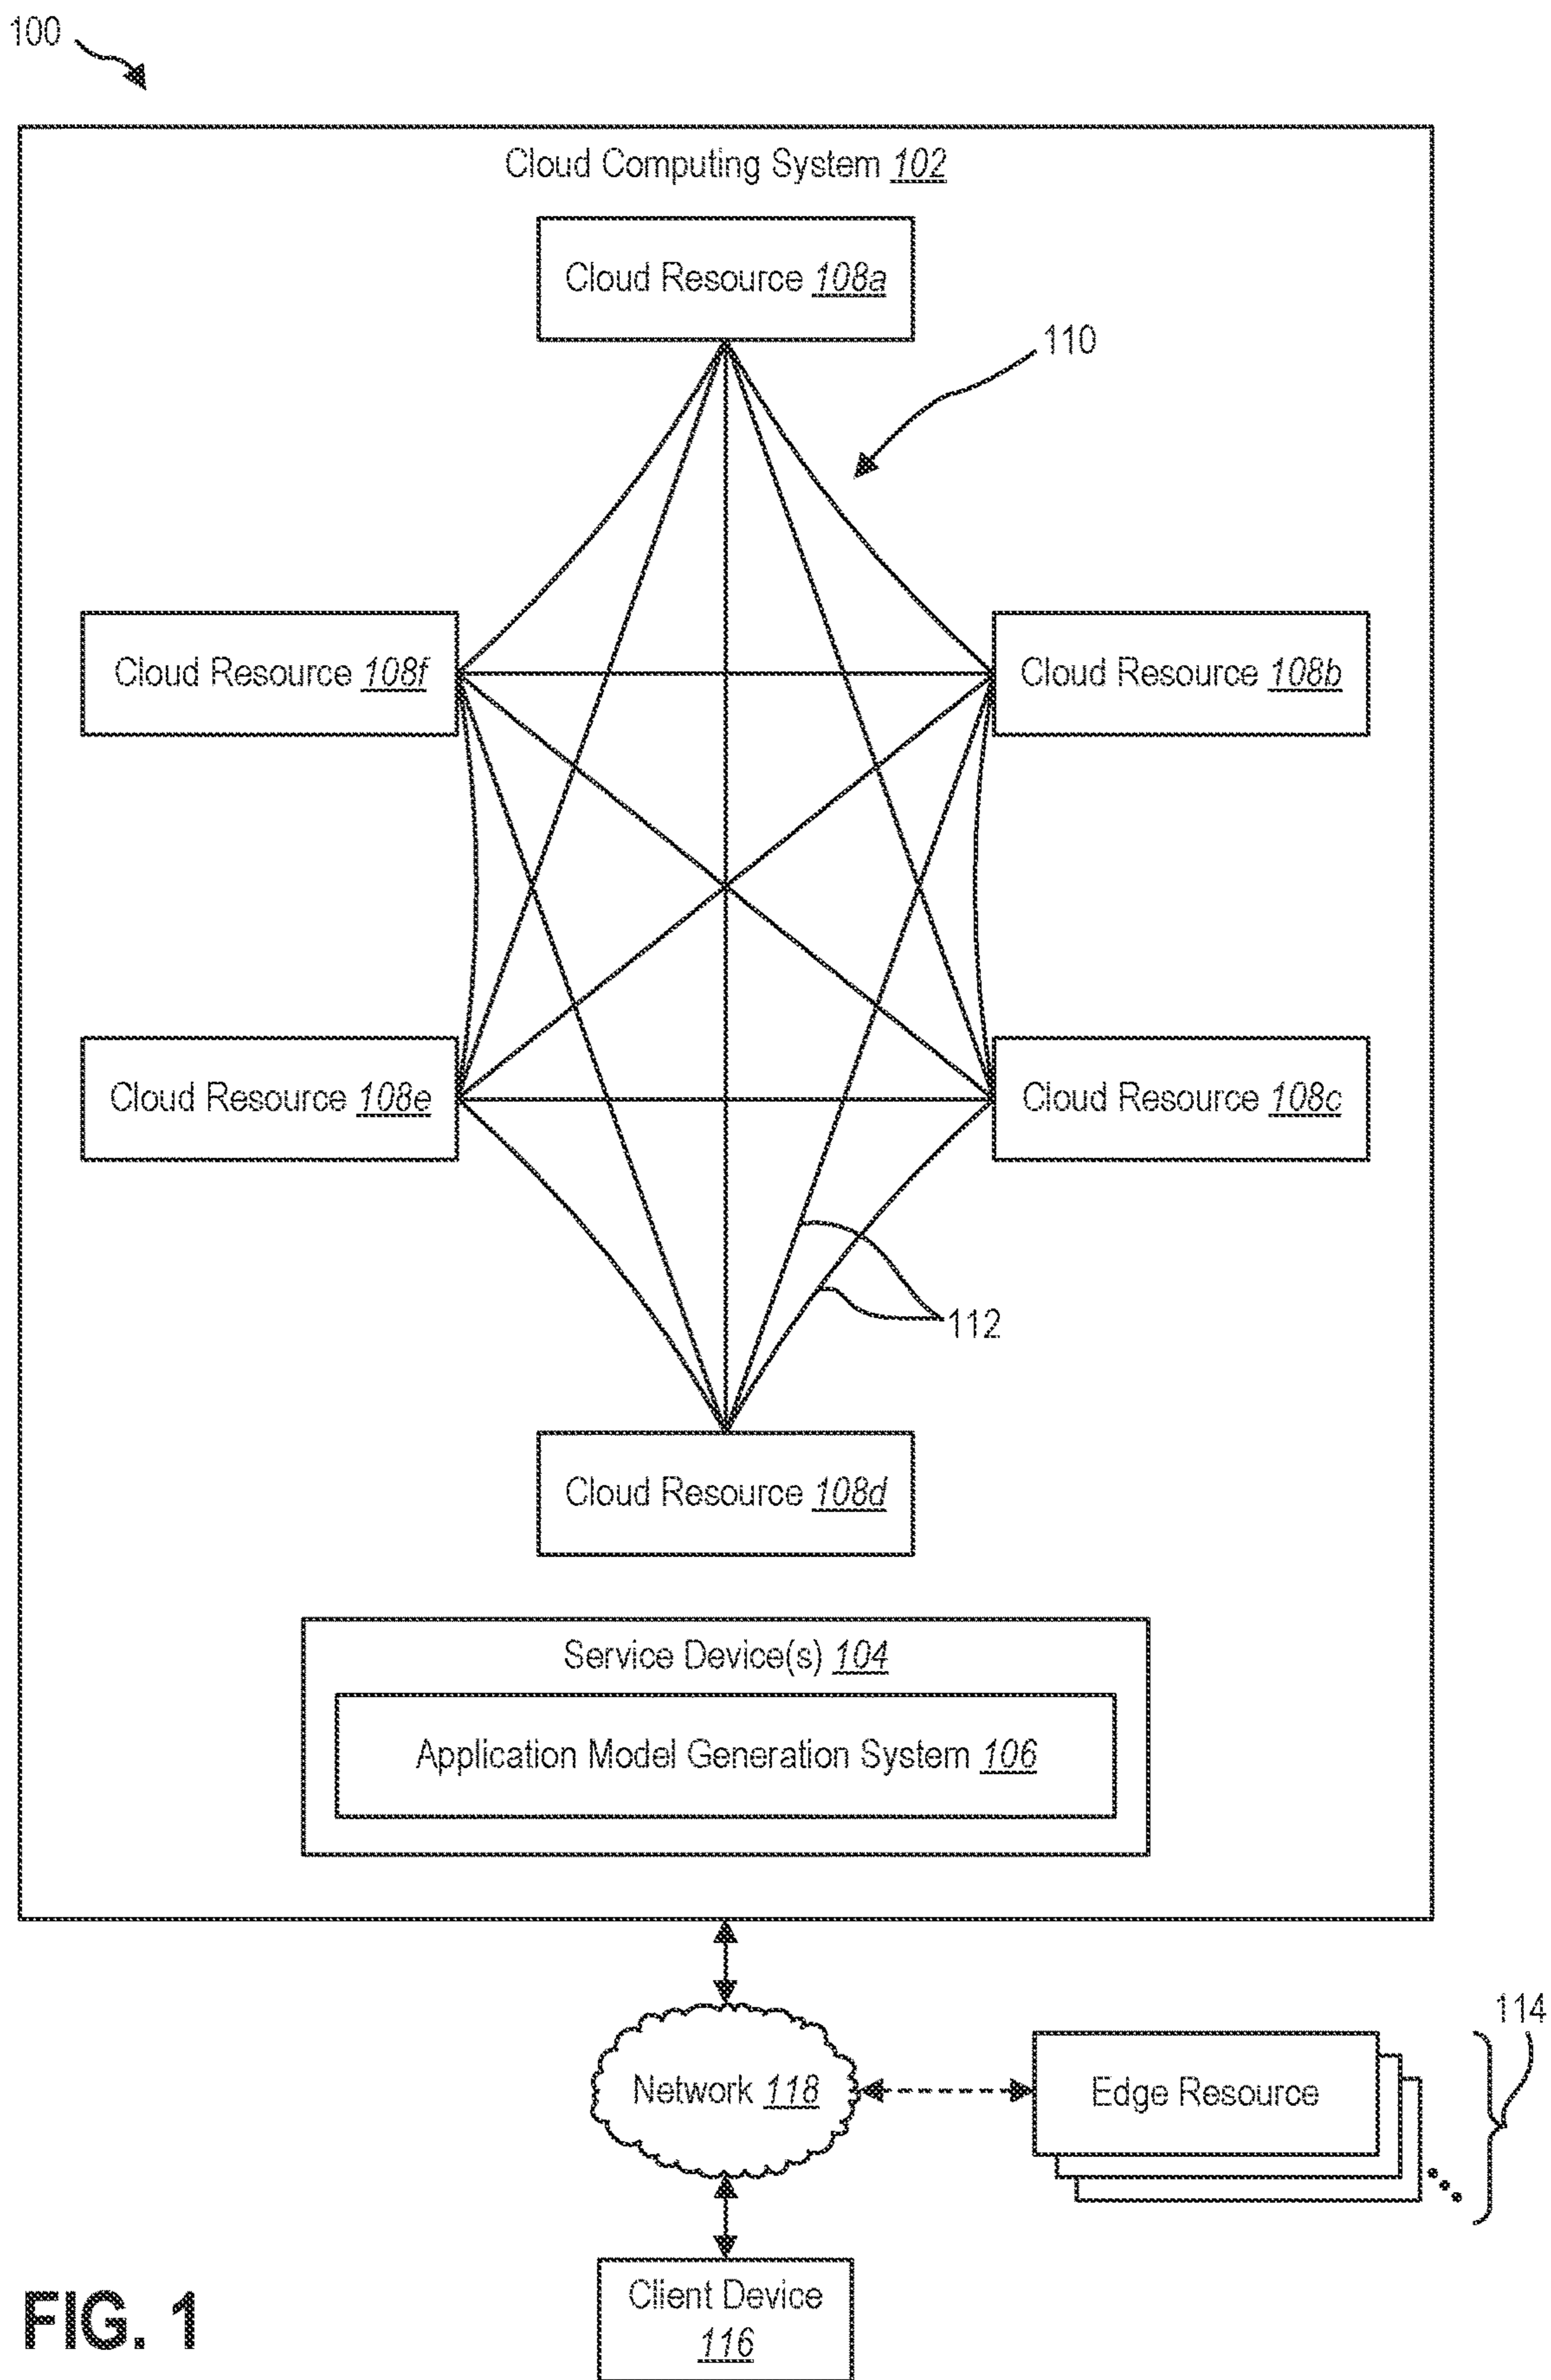 100
Cloud Computing System 102
Cloud Resource 108a
110
Cloud Resource 108f
Cloud Resource 108b
Cloud Resource 108e
Cloud Resource 108c
112
Cloud Resource 108d
Service Device(s) 104
Application Model Generation System 106
114
Network 118
Edge Resource
Client Device
116
FIG. 1